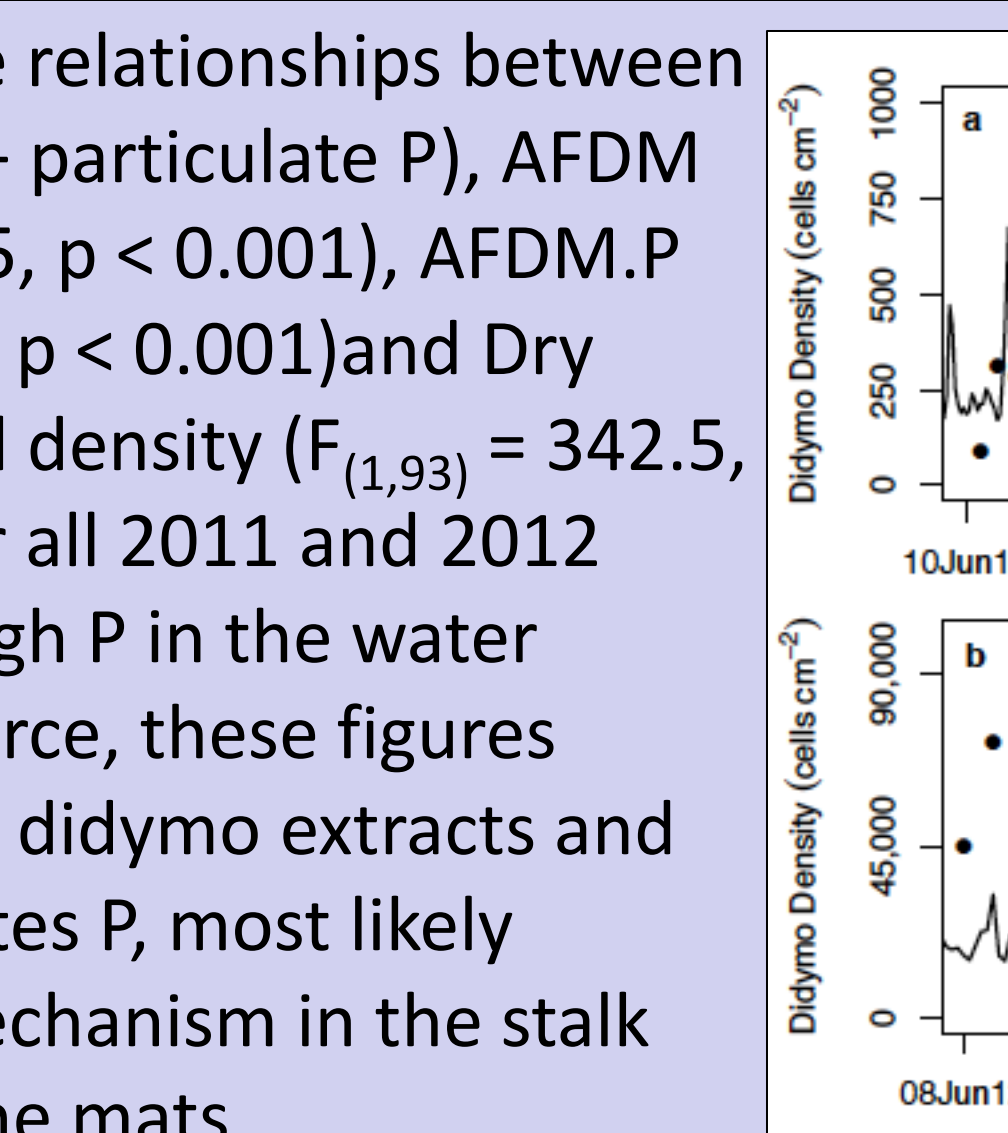 relationships between
particulate P), AFDM
5, p < 0.001), AFDM.P
p < 0.001)and Dry
density (F(1,93) = 342.5,
all 2011 and 2012
gh P in the water
rce, these figures
didymo extracts and
tes P, most likely
echanism in the stalk
mats
Didymo Density (cells cm−2)
1000
750
500
250
0
a
10Jun1
Didymo Density (cells cm−2)
90,000
45,000
0
b
08Jun1